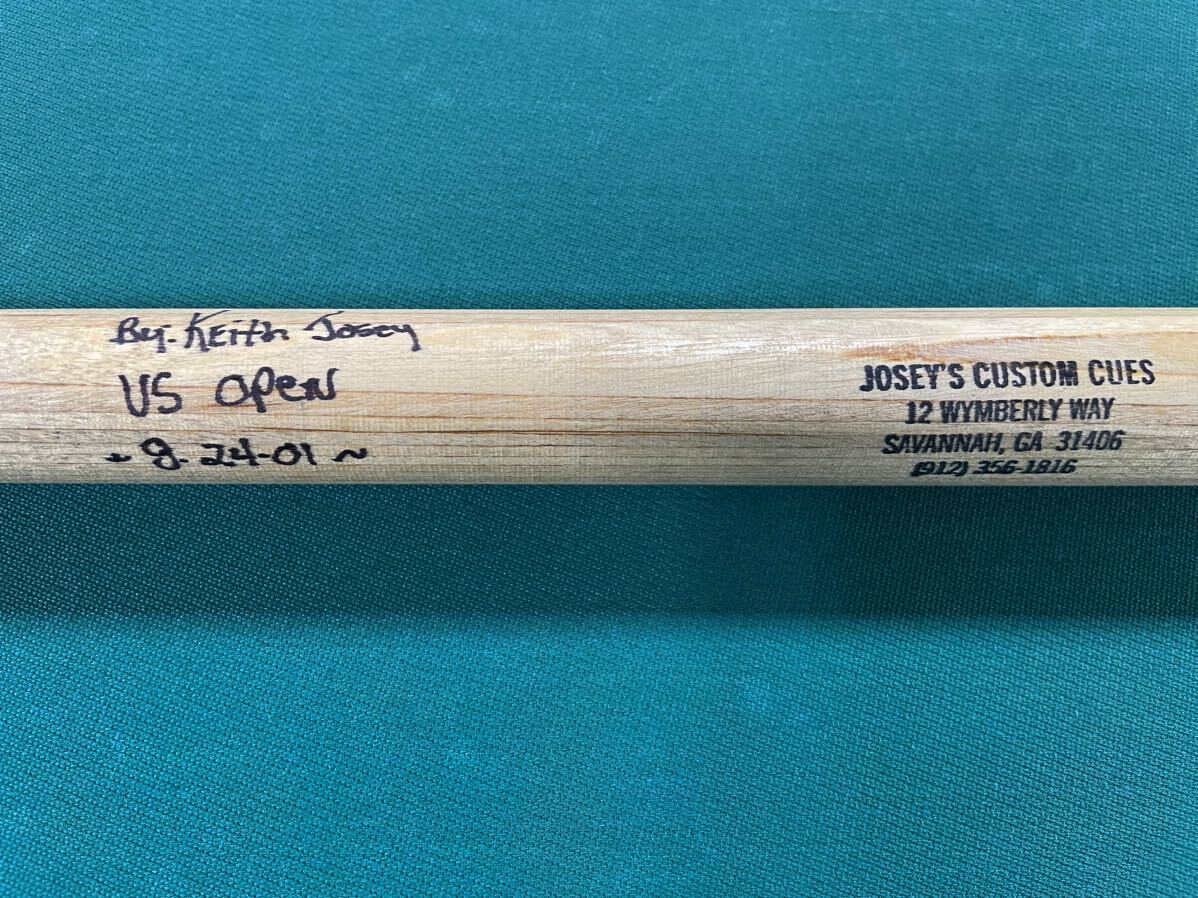 By: Keith Josey
US Open
~ 9-24-01 ~
JOSEY'S CUSTOM CUES
12 WYMBERLY WAY
SAVANNAH, GA 31406
(912) 356-1816